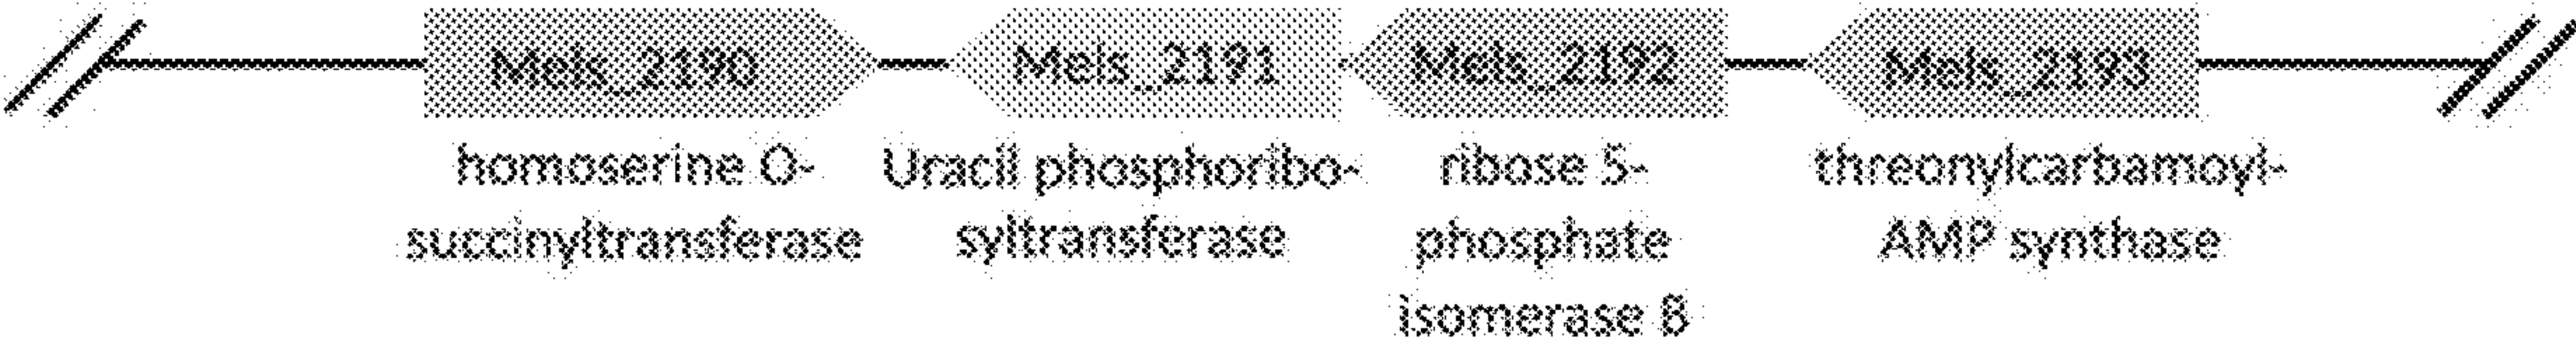 Mels_2190 Mels_2191 Mels_2192 Mels_2193
homoserine O- Uracil phosphoribo- ribose 5- threonylcarbamoyl-
succinyltransferase syltransferase phosphate AMP synthase
isomerase B